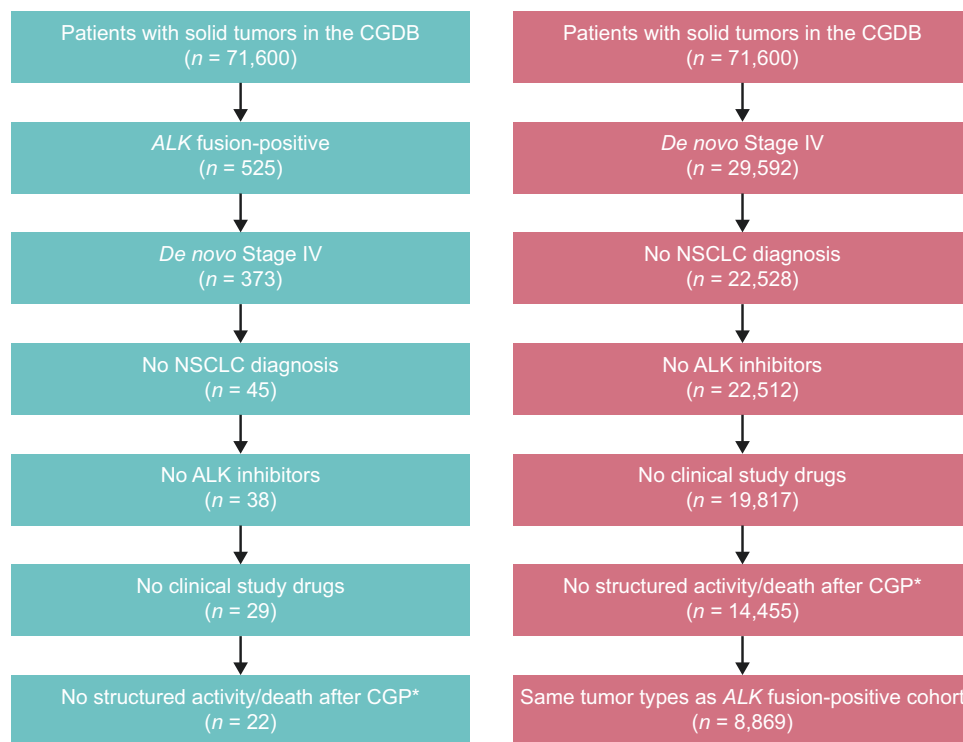 Patients with solid tumors in the CGDB
(n = 71,600)
ALK fusion-positive
(n = 525)
De novo Stage IV
(n = 373)
No NSCLC diagnosis
(n = 45)
No ALK inhibitors
(n = 38)
No clinical study drugs
(n = 29)
No structured activity/death after CGP*
(n = 22)
Patients with solid tumors in the CGDB
(n = 71,600)
De novo Stage IV
(n = 29,592)
No NSCLC diagnosis
(n = 22,528)
No ALK inhibitors
(n = 22,512)
No clinical study drugs
(n = 19,817)
No structured activity/death after CGP*
(n = 14,455)
Same tumor types as ALK fusion-positive cohort
(n = 8,869)